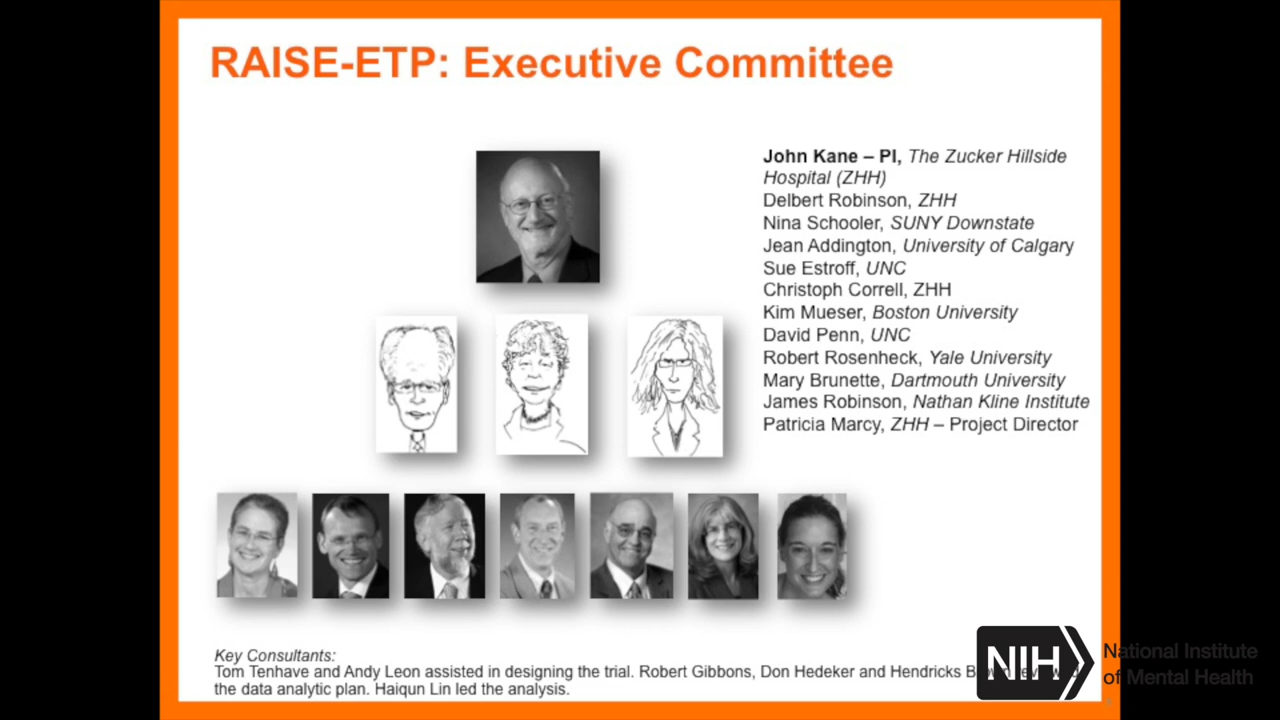 RAISE-ETP: Executive Committee
John Kane – PI, The Zucker Hillside
Hospital (ZHH)
Delbert Robinson, ZHH
Nina Schooler, SUNY Downstate
Jean Addington, University of Calgary
Sue Estroff, UNC
Christoph Correll, ZHH
Kim Mueser, Boston University
David Penn, UNC
Robert Rosenheck, Yale University
Mary Brunette, Dartmouth University
James Robinson, Nathan Kline Institute
Patricia Marcy, ZHH – Project Director
Key Consultants:
Tom Tenhave and Andy Leon assisted in designing the trial. Robert Gibbons, Don Hedeker and Hendricks
the data analytic plan. Haiqun Lin led the analysis.
NIH
National Institute
of Mental Health